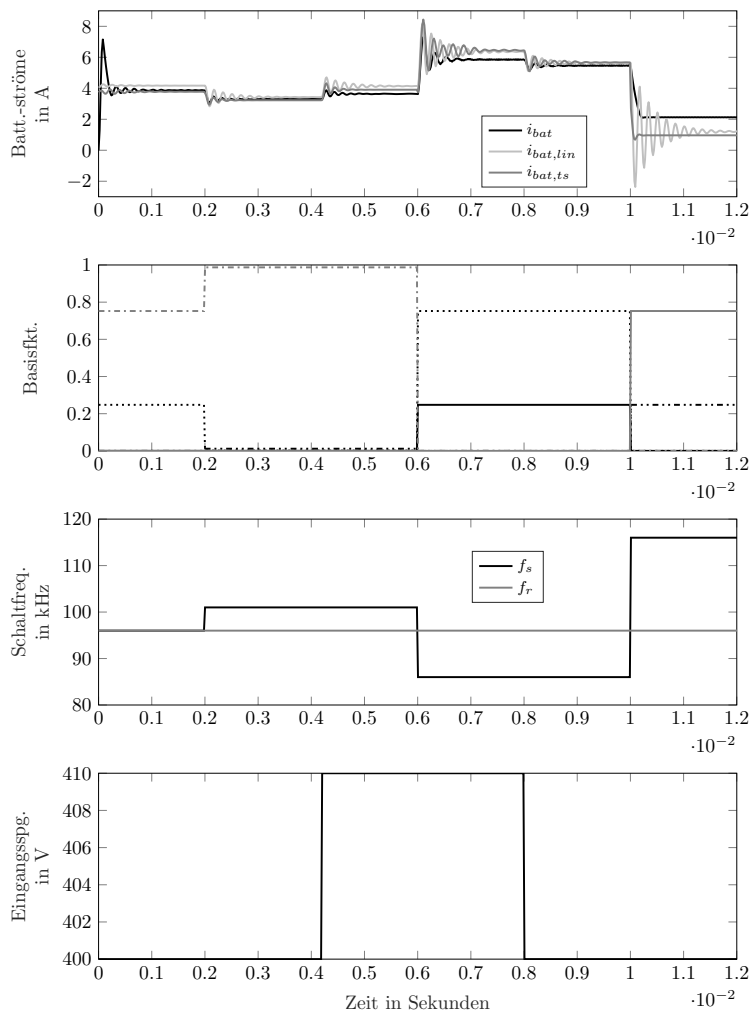 8
6
4
2
0
−2
Batt.-ströme
in A
i_bat
i_bat,lin
i_bat,ts
0 0.1 0.2 0.3 0.4 0.5 0.6 0.7 0.8 0.9 1 1.1 1.2
·10−2
1
0.8
0.6
0.4
0.2
0
Basisfkt.
0 0.1 0.2 0.3 0.4 0.5 0.6 0.7 0.8 0.9 1 1.1 1.2
·10−2
120
110
100
90
80
Schaltfreq.
in kHz
f_s
f_r
0 0.1 0.2 0.3 0.4 0.5 0.6 0.7 0.8 0.9 1 1.1 1.2
·10−2
410
408
406
404
402
400
Eingangsspg.
in V
0 0.1 0.2 0.3 0.4 0.5 0.6 0.7 0.8 0.9 1 1.1 1.2
·10−2
Zeit in Sekunden